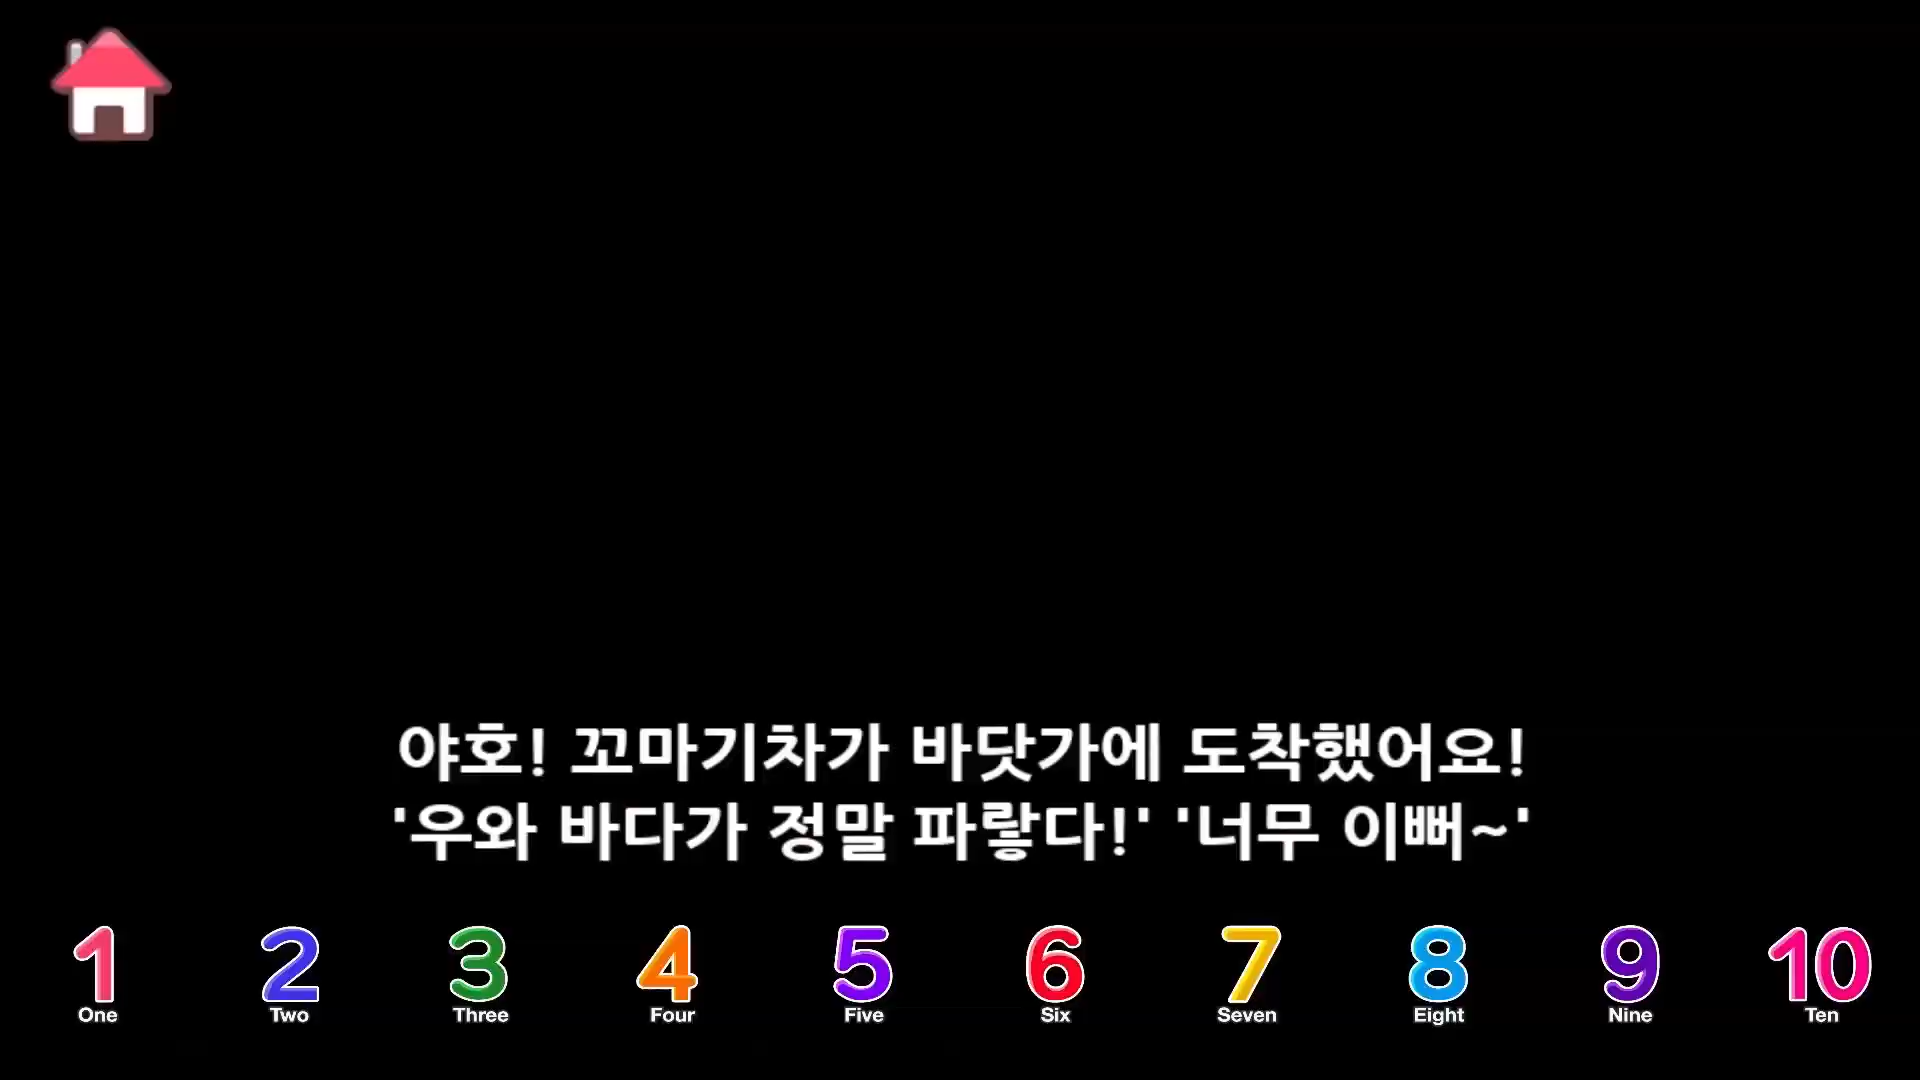 야호! 꼬마기차가 바닷가에 도착했어요!
'우와 바다가 정말 파랗다!' '너무 이뻐~'
1 2 3 4 5 6 7 8 9 10
One Two Three Four Five Six Seven Eight Nine Ten